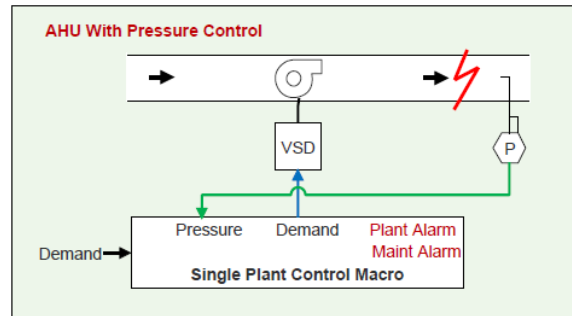 AHU With Pressure Control
VSD
P
Pressure Demand Plant Alarm
Demand Maint Alarm
Single Plant Control Macro